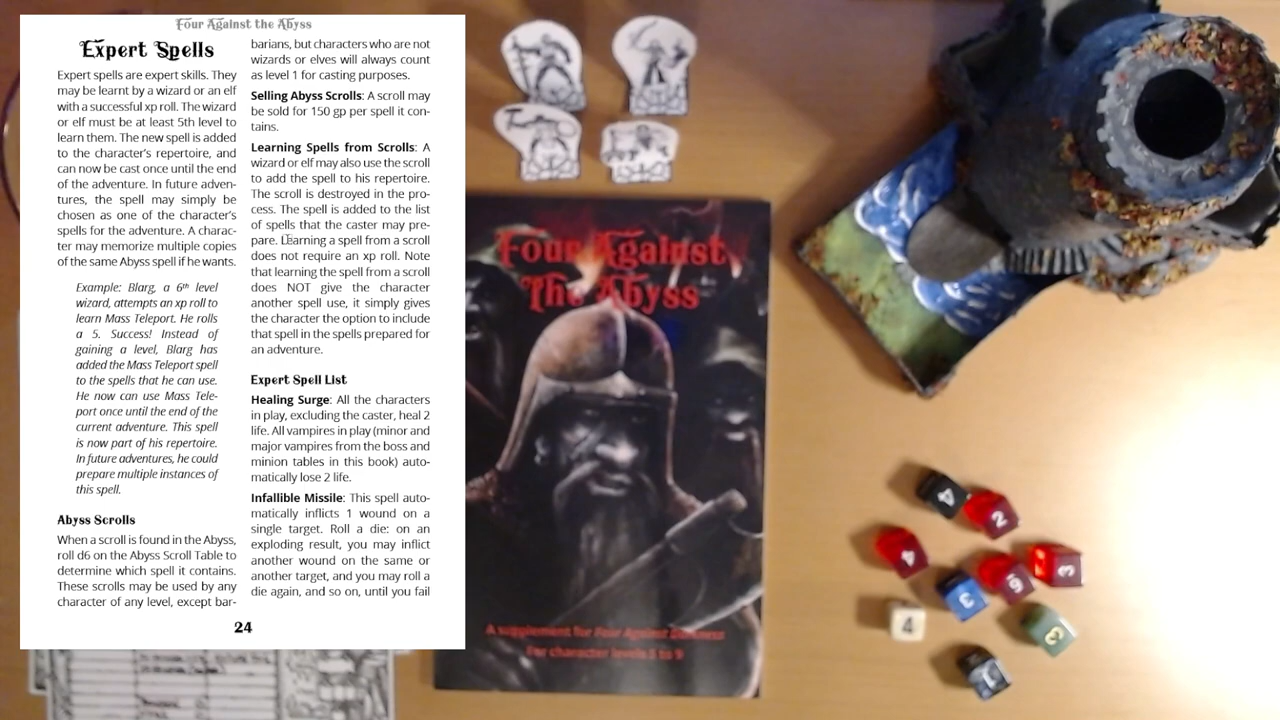 Four Against the Abyss
Expert Spells
Expert spells are expert skills. They
may be learnt by a wizard or an elf
with a successful xp roll. The wizard
or elf must be at least 5th level to
learn them. The new spell is added
to the character's repertoire, and
can now be cast once until the end
of the adventure. In future adven-
tures, the spell may simply be
chosen as one of the character's
spells for the adventure. A charac-
ter may memorize multiple copies
of the same Abyss spell if he wants.
Example: Blarg, a 6th level
wizard, attempts an xp roll to
learn Mass Teleport. He rolls
a 5. Success! Instead of
gaining a level, Blarg has
added the Mass Teleport spell
to the spells that he can use.
He now can use Mass Tele-
port once until the end of the
current adventure. This spell
is now part of his repertoire.
In future adventures, he could
prepare multiple instances of
this spell.
Abyss Scrolls
When a scroll is found in the Abyss,
roll d6 on the Abyss Scroll Table to
determine which spell it contains.
These scrolls may be used by any
character of any level, except bar-
barians, but characters who are not
wizards or elves will always count
as level 1 for casting purposes.
Selling Abyss Scrolls: A scroll may
be sold for 150 gp per spell it con-
tains.
Learning Spells from Scrolls: A
wizard or elf may also use the scroll
to add the spell to his repertoire.
The scroll is destroyed in the pro-
cess. The spell is added to the list
of spells that the caster may pre-
pare. Learning a spell from a scroll
does not require an xp roll. Note
that learning the spell from a scroll
does NOT give the character
another spell use, it simply gives
the character the option to include
that spell in the spells prepared for
an adventure.
Expert Spell List
Healing Surge: All the characters
in play, excluding the caster, heal 2
life. All vampires in play (minor and
major vampires from the boss and
minion tables in this book) auto-
matically lose 2 life.
Infallible Missile: This spell auto-
matically inflicts 1 wound on a
single target. Roll a die: on an
exploding result, you may inflict
another wound on the same or
another target, and you may roll a
die again, and so on, until you fail
24
Four Against
The Abyss
A supplement for Four Against Darkness
For character levels 5 to 9
4
2
4
6
3
3
4
3